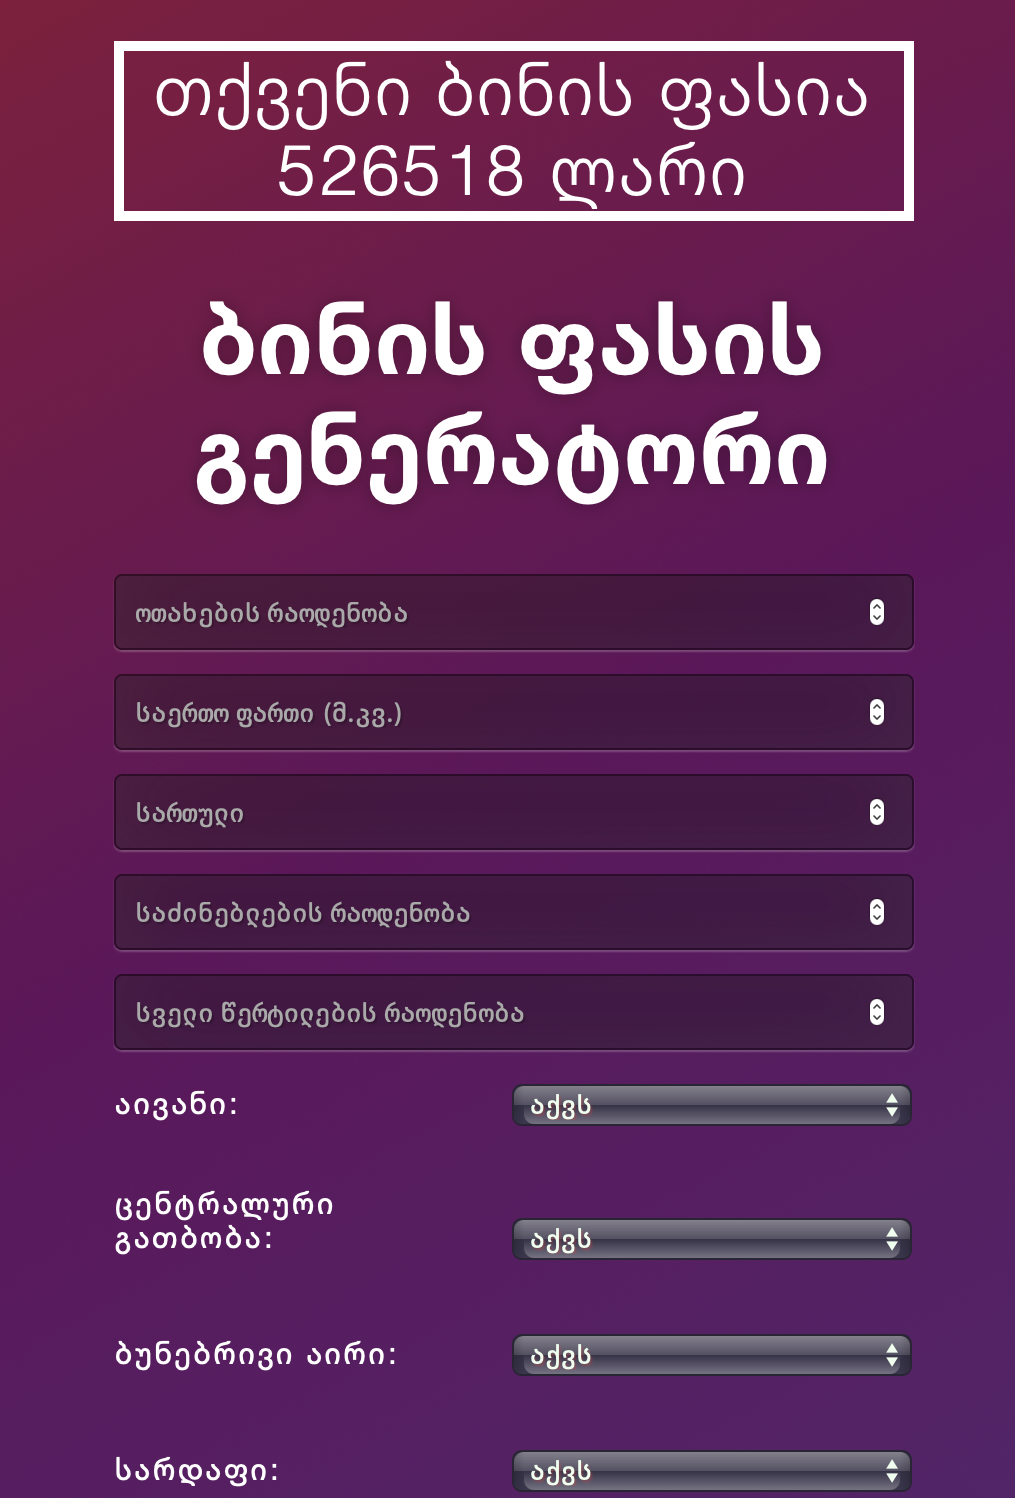 თქვენი ბინის ფასია
526518 ლარი
ბინის ფასის
გენერატორი
ოთახების რაოდენობა
საერთო ფართი (მ.კვ.)
სართული
საძინებლების რაოდენობა
სველი წერტილების რაოდენობა
აივანი:
აქვს
ცენტრალური
გათბობა:
აქვს
ბუნებრივი აირი:
აქვს
სარდაფი:
აქვს